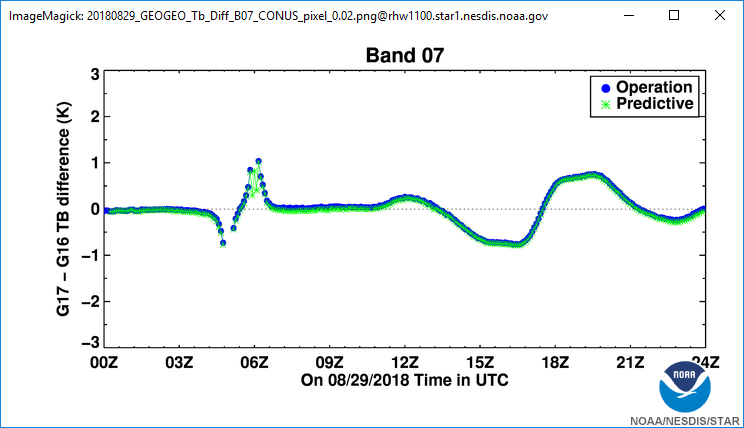 ImageMagick: 20180829_GEOGEO_Tb_Diff_B07_CONUS_pixel_0.02.png@rhw1100.star1.nesdis.noaa.gov
Band 07
Operation
Predictive
G17 − G16 TB difference (K)
3
2
1
0
−1
−2
−3
00Z 03Z 06Z 09Z 12Z 15Z 18Z 21Z 24Z
On 08/29/2018 Time in UTC
NOAA
NOAA/NESDIS/STAR